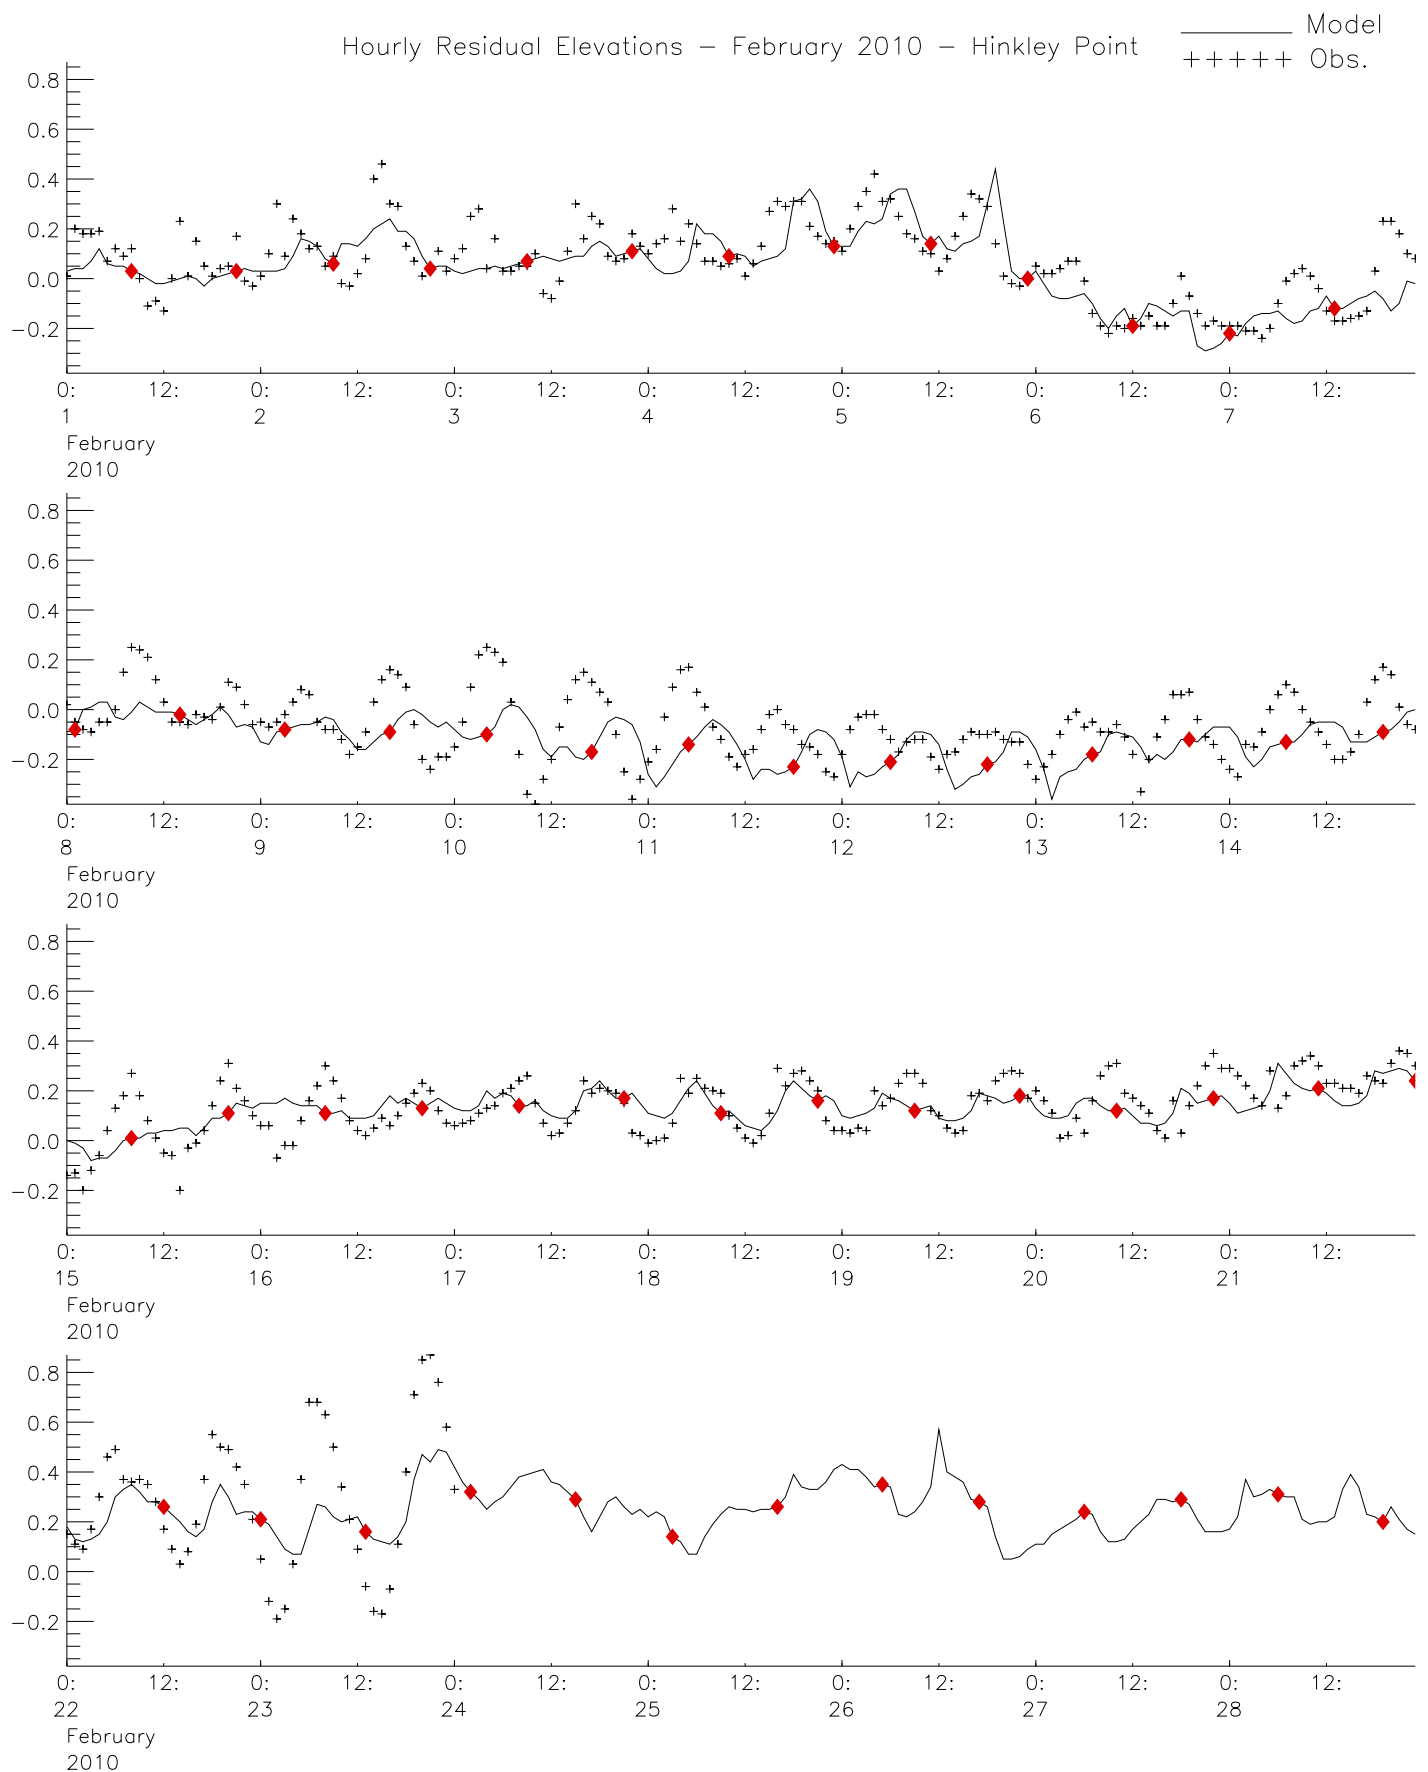 Hourly Residual Elevations – February 2010 – Hinkley Point
Model
+++++ Obs.
0.8
0.6
0.4
0.2
0.0
−0.2
0: 12: 0: 12: 0: 12: 0: 12: 0: 12: 0: 12: 0: 12:
1 2 3 4 5 6 7
February
2010
0.8
0.6
0.4
0.2
0.0
−0.2
0: 12: 0: 12: 0: 12: 0: 12: 0: 12: 0: 12: 0: 12:
8 9 10 11 12 13 14
February
2010
0.8
0.6
0.4
0.2
0.0
−0.2
0: 12: 0: 12: 0: 12: 0: 12: 0: 12: 0: 12: 0: 12:
15 16 17 18 19 20 21
February
2010
0.8
0.6
0.4
0.2
0.0
−0.2
0: 12: 0: 12: 0: 12: 0: 12: 0: 12: 0: 12: 0: 12:
22 23 24 25 26 27 28
February
2010